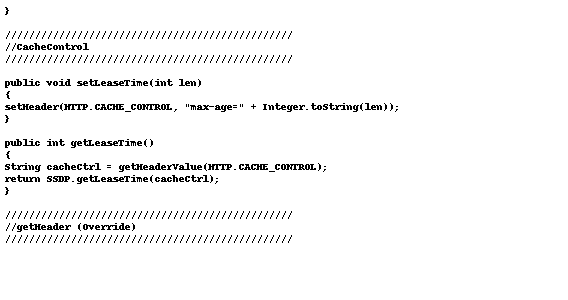 }
////////////////////////////////////////////////
//CacheControl
////////////////////////////////////////////////
public void setLeaseTime(int len)
{
setHeader(HTTP.CACHE_CONTROL, "max-age=" + Integer.toString(len));
}
public int getLeaseTime()
{
String cacheCtrl = getHeaderValue(HTTP.CACHE_CONTROL);
return SSDP.getLeaseTime(cacheCtrl);
}
////////////////////////////////////////////////
//getHeader (Override)
////////////////////////////////////////////////